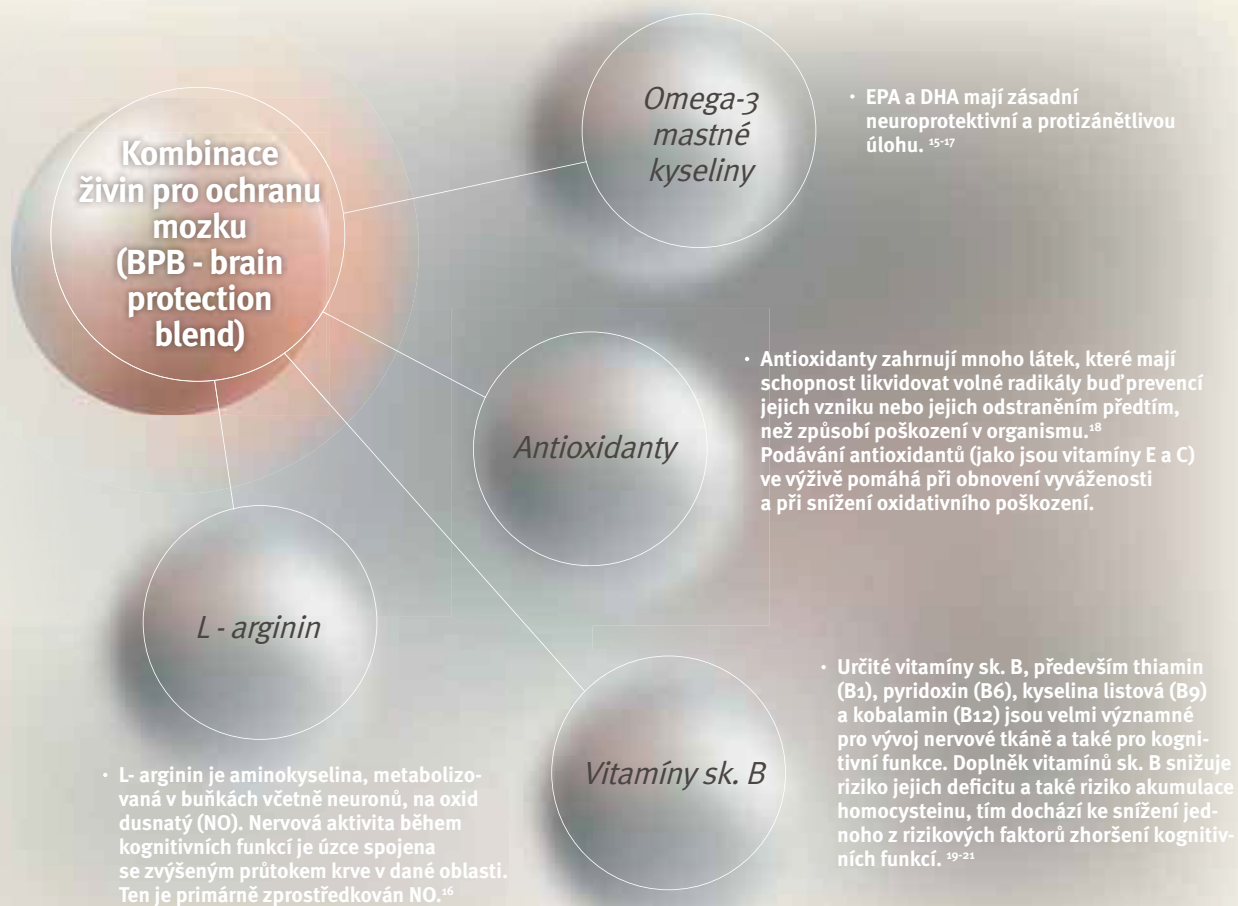 Kombinace
živin pro ochranu
mozku
(BPB - brain
protection
blend)
Omega-3
mastné
kyseliny
• EPA a DHA mají zásadní
neuroprotektivní a protizánětlivou
úlohu. 15-17
Antioxidanty
• Antioxidanty zahrnují mnoho látek, které mají
schopnost likvidovat volné radikály buď prevencí
jejich vzniku nebo jejich odstraněním předtím,
než způsobí poškození v organismu.18
Podávání antioxidantů (jako jsou vitamíny E a C)
ve výživě pomáhá při obnovení vyváženosti
a při snížení oxidativního poškození.
L - arginin
• L- arginin je aminokyselina, metabolizo-
vaná v buňkách včetně neuronů, na oxid
dusnatý (NO). Nervová aktivita během
kognitivních funkcí je úzce spojena
se zvýšeným průtokem krve v dané oblasti.
Ten je primárně zprostředkován NO.16
Vitamíny sk. B
• Určité vitamíny sk. B, především thiamin
(B1), pyridoxin (B6), kyselina listová (B9)
a kobalamin (B12) jsou velmi významné
pro vývoj nervové tkáně a také pro kogni-
tivní funkce. Doplněk vitamínů sk. B snižuje
riziko jejich deficitu a také riziko akumulace
homocysteinu, tím dochází ke snížení jed-
noho z rizikových faktorů zhoršení kognitiv-
ních funkcí. 19-21